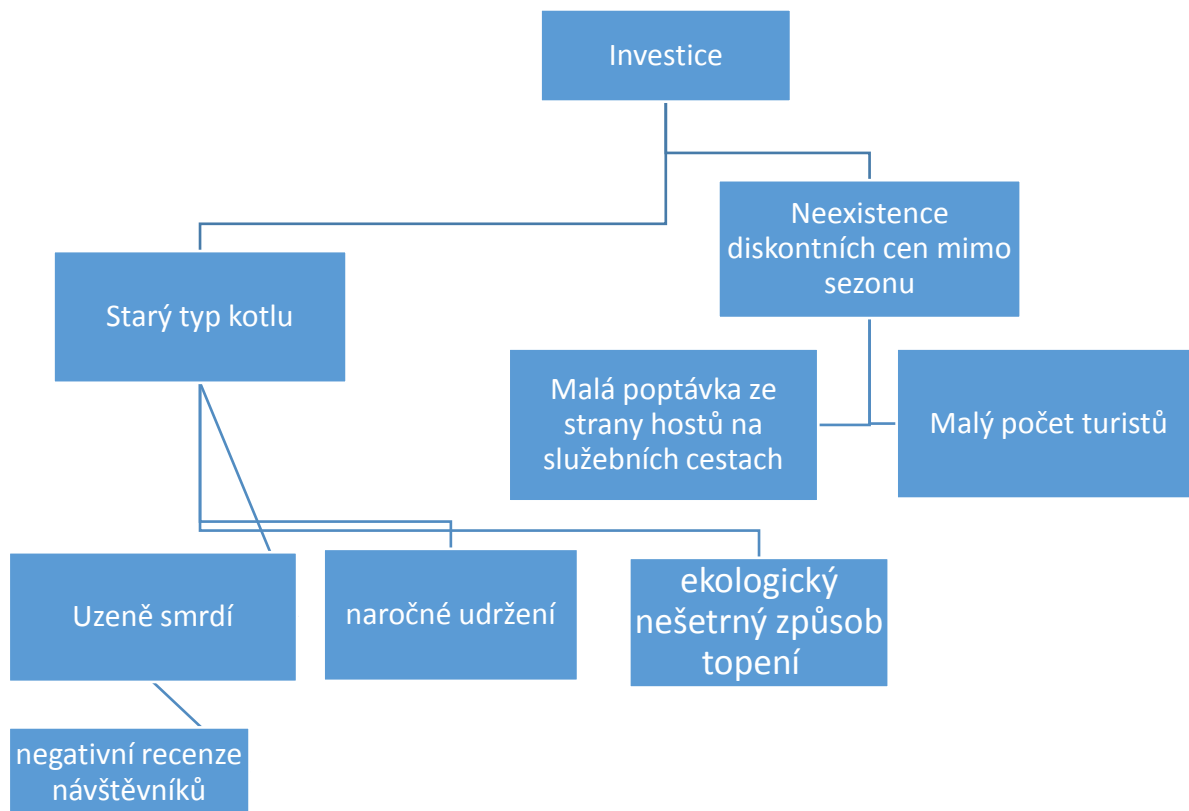 Investice
Neexistence
diskontních cen mimo
sezonu
Starý typ kotlu
Malá poptávka ze
strany hostů na
služebních cestach
Malý počet turistů
Uzeně smrdí
naročné udržení
ekologický
nešetrný způsob
topení
negativní recenze
návštěvníků